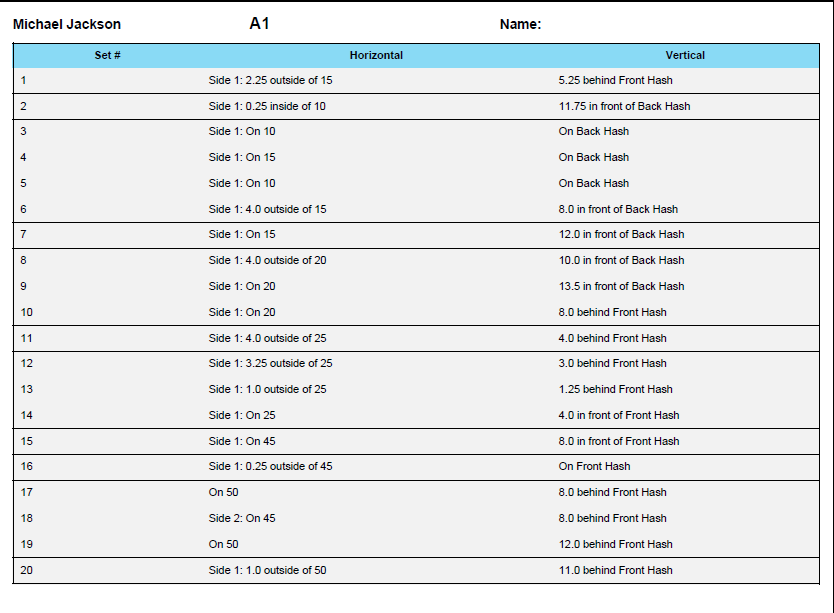 Michael Jackson A1 Name:
Set # Horizontal Vertical
1 Side 1: 2.25 outside of 15 5.25 behind Front Hash
2 Side 1: 0.25 inside of 10 11.75 in front of Back Hash
3 Side 1: On 10 On Back Hash
4 Side 1: On 15 On Back Hash
5 Side 1: On 10 On Back Hash
6 Side 1: 4.0 outside of 15 8.0 in front of Back Hash
7 Side 1: On 15 12.0 in front of Back Hash
8 Side 1: 4.0 outside of 20 10.0 in front of Back Hash
9 Side 1: On 20 13.5 in front of Back Hash
10 Side 1: On 20 8.0 behind Front Hash
11 Side 1: 4.0 outside of 25 4.0 behind Front Hash
12 Side 1: 3.25 outside of 25 3.0 behind Front Hash
13 Side 1: 1.0 outside of 25 1.25 behind Front Hash
14 Side 1: On 25 4.0 in front of Front Hash
15 Side 1: On 45 8.0 in front of Front Hash
16 Side 1: 0.25 outside of 45 On Front Hash
17 On 50 8.0 behind Front Hash
18 Side 2: On 45 8.0 behind Front Hash
19 On 50 12.0 behind Front Hash
20 Side 1: 1.0 outside of 50 11.0 behind Front Hash